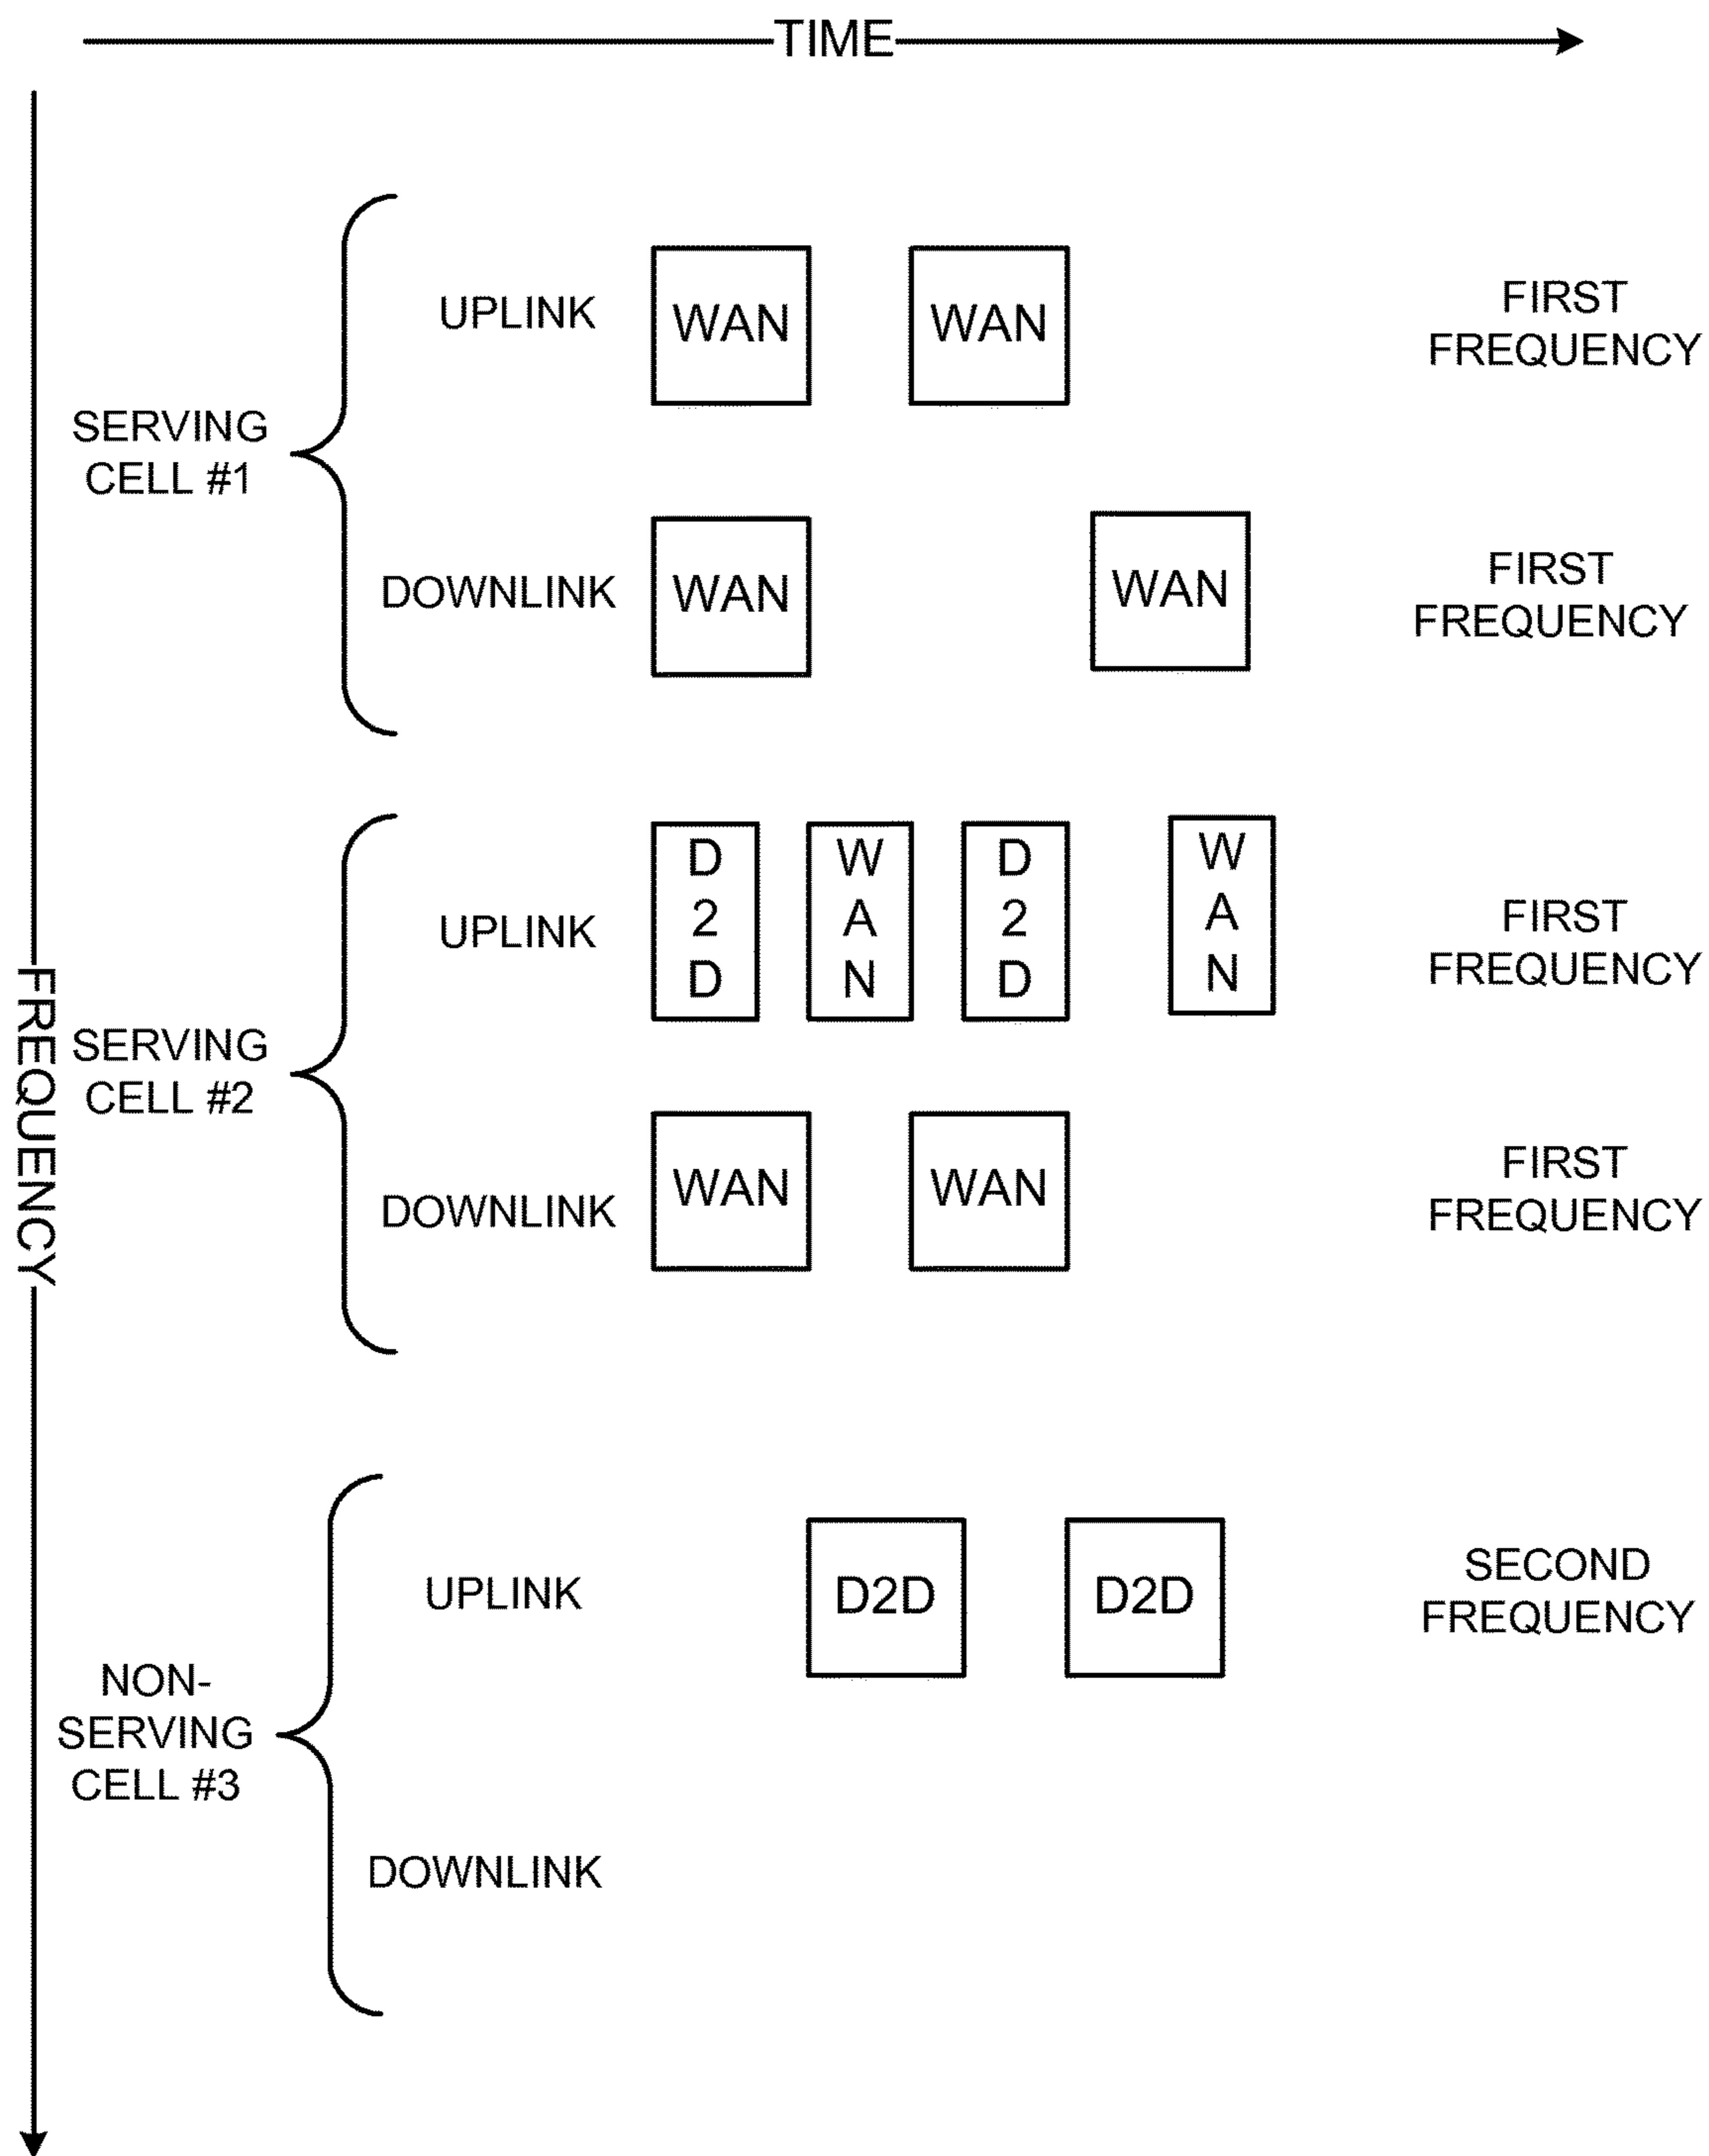 TIME
FREQUENCY
SERVING
CELL #1
UPLINK
WAN
WAN
FIRST
FREQUENCY
DOWNLINK
WAN
WAN
FIRST
FREQUENCY
SERVING
CELL #2
UPLINK
D
2
D
W
A
N
D
2
D
W
A
N
FIRST
FREQUENCY
DOWNLINK
WAN
WAN
FIRST
FREQUENCY
NON-
SERVING
CELL #3
UPLINK
D2D
D2D
SECOND
FREQUENCY
DOWNLINK